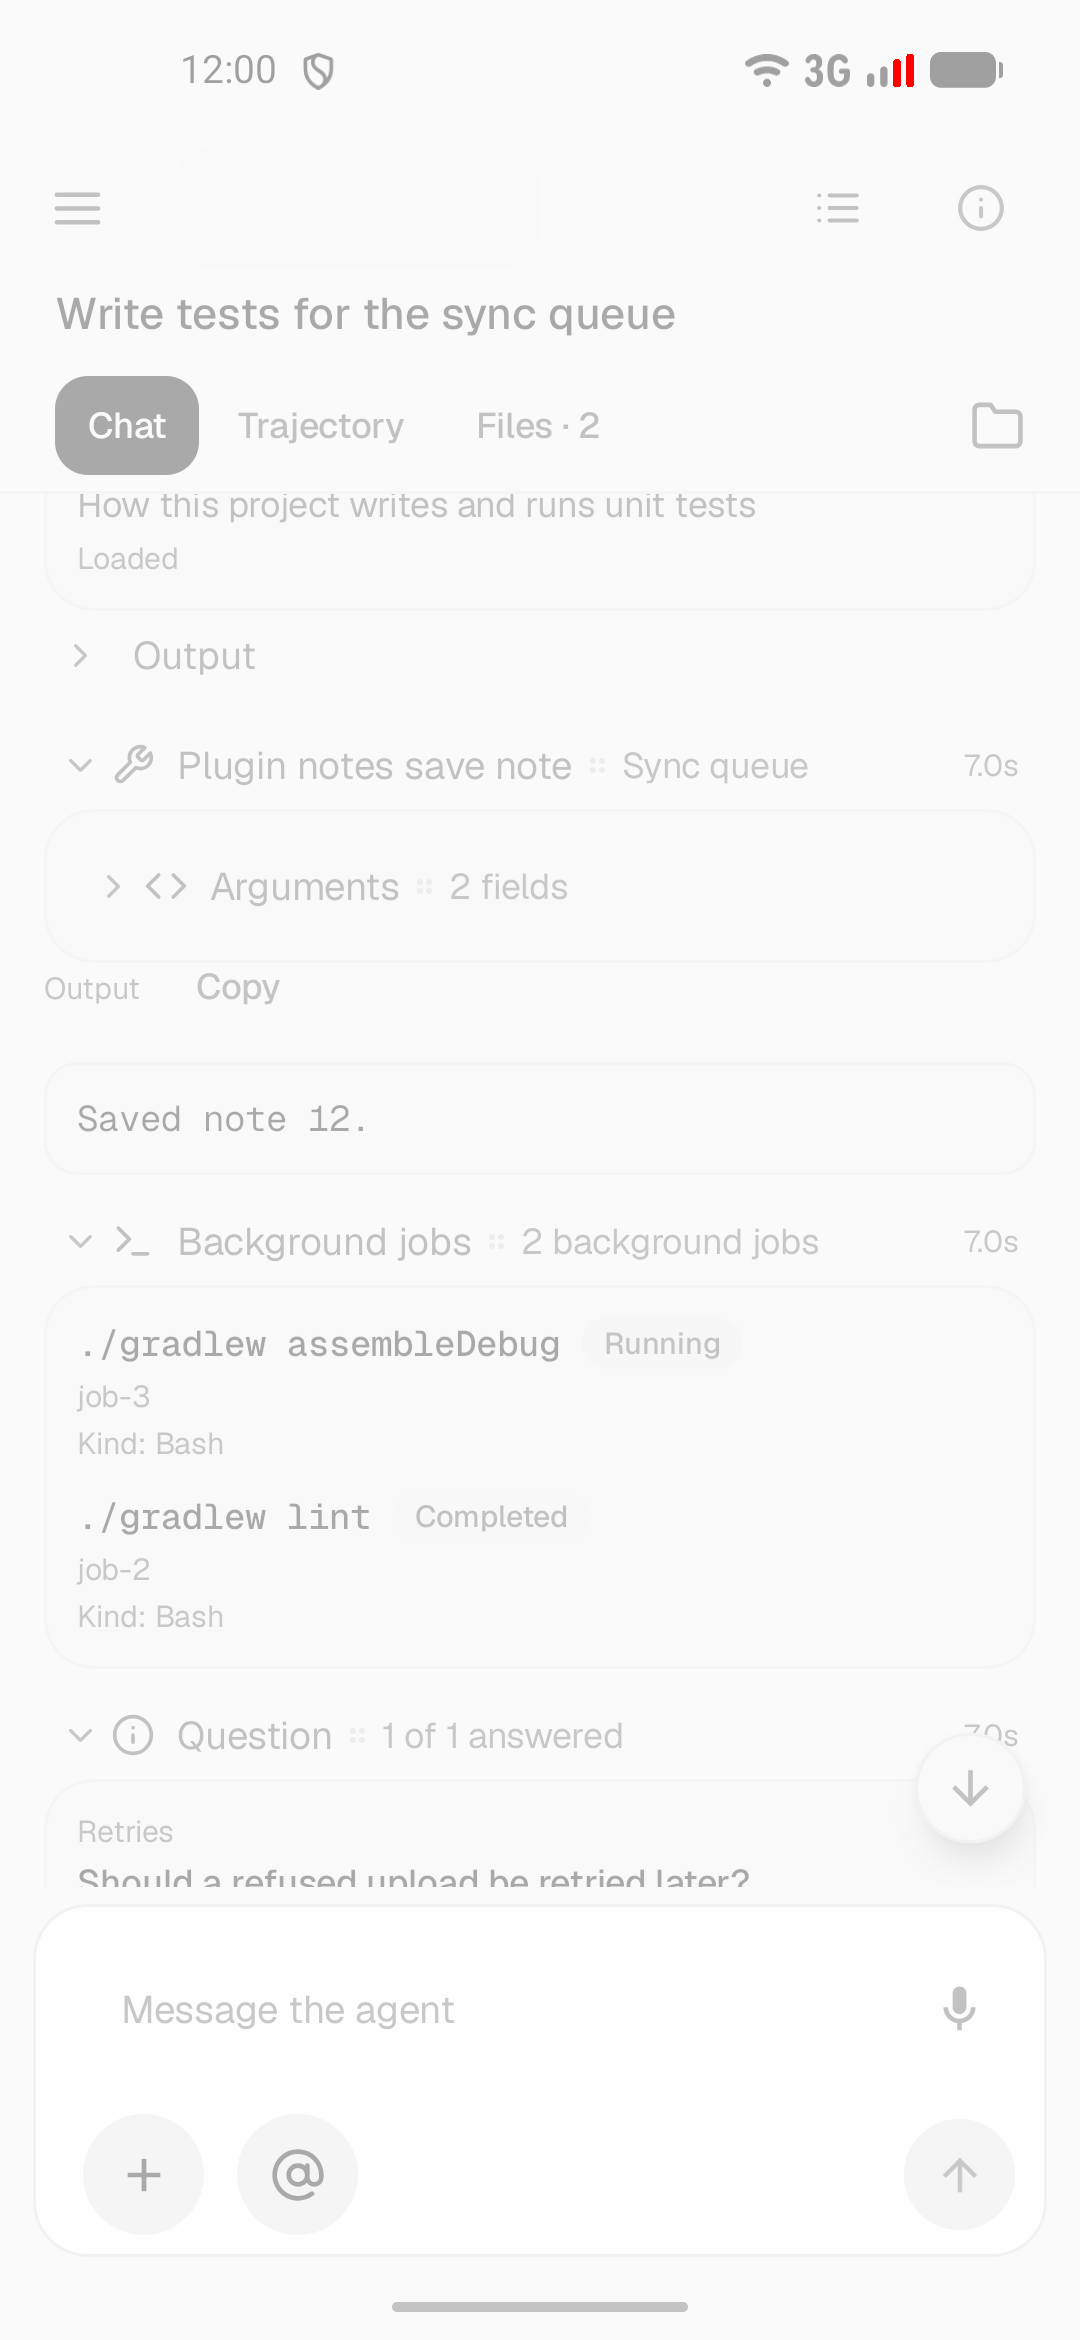 12:00
3G
Write tests for the sync queue
Chat
Trajectory
Files · 2
How this project writes and runs unit tests
Loaded
Output
Plugin notes save note
Sync queue
7.0s
Arguments
2 fields
Output
Copy
Saved note 12.
Background jobs
2 background jobs
7.0s
./gradlew assembleDebug
Running
job-3
Kind: Bash
./gradlew lint
Completed
job-2
Kind: Bash
Question
1 of 1 answered
7.0s
Retries
Should a refused upload be retried later?
Message the agent